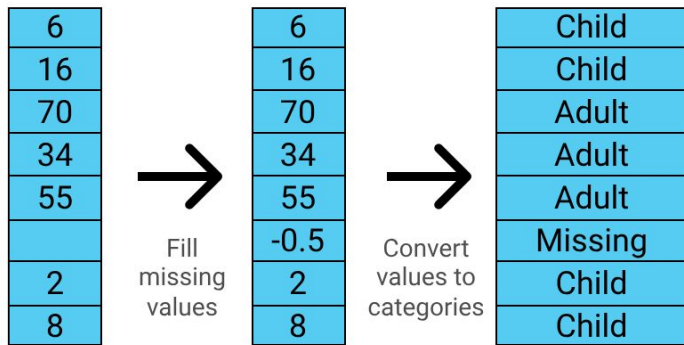 6
16
70
34
55
2
8
Fill
missing
values
6
16
70
34
55
-0.5
2
8
Convert
values to
categories
Child
Child
Adult
Adult
Adult
Missing
Child
Child